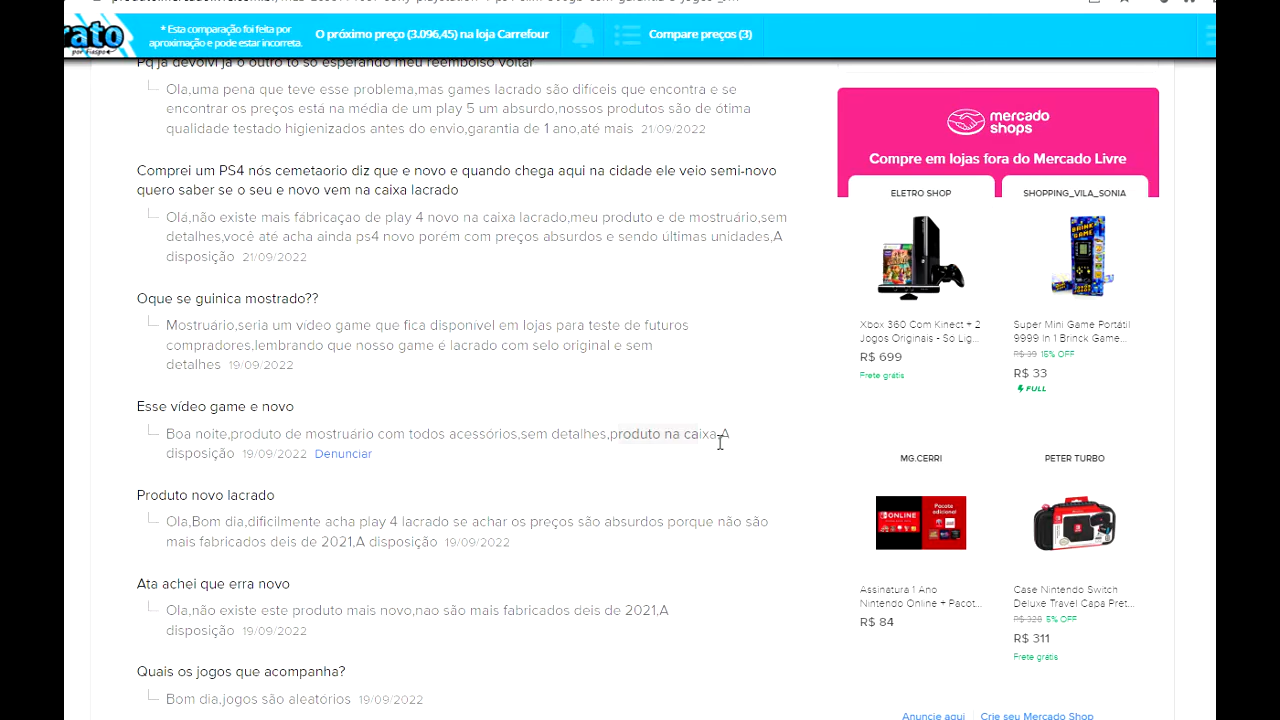 rato
por Fiaspo
* Esta comparação foi feita por
aproximação e pode estar incorreta.
O próximo preço (3.096,45) na loja Carrefour
Compare preços (3)
Pq já devolvi já o outro to só esperando meu reembolso voltar
Ola,uma pena que teve esse problema,mas games lacrado são difíceis que encontra e se
encontrar os preços está na média de um play 5 um absurdo,nossos produtos são de ótima
qualidade testado higienizados antes do envio,garantia de 1 ano,até mais 21/09/2022
Comprei um PS4 nós.cemetaorio diz que e novo e quando chega aqui na cidade ele veio semi-novo
quero saber se o seu e novo vem na caixa lacrado
Olá,não existe mais fabricaçao de play 4 novo na caixa lacrado,meu produto e de mostruário,sem
detalhes,você até acha ainda ps4 novo porém com preços absurdos e sendo últimas unidades,A
disposição 21/09/2022
Oque se guinica mostrado??
Mostruário,seria um vídeo game que fica disponível em lojas para teste de futuros
compradores,lembrando que nosso game é lacrado com selo original e sem
detalhes 19/09/2022
Esse vídeo game e novo
Boa noite,produto de mostruário com todos acessórios,sem detalhes,produto na caixa,A
disposição 19/09/2022 Denunciar
Produto novo lacrado
Ola,Bom dia,dificilmente acha play 4 lacrado se achar os preços são absurdos porque não são
mais fabricados deis de 2021,A disposição 19/09/2022
Ata achei que erra novo
Ola,não existe este produto mais novo,nao são mais fabricados deis de 2021,A
disposição 19/09/2022
Quais os jogos que acompanha?
Bom dia,jogos são aleatórios 19/09/2022
mercado
shops
Compre em lojas fora do Mercado Livre
ELETRO SHOP
SHOPPING_VILA_SONIA
Xbox 360 Com Kinect + 2
Jogos Originais - So Lig...
R$ 699
Frete grátis
Super Mini Game Portátil
9999 In 1 Brinck Game...
R$ 39 15% OFF
R$ 33
FULL
MG.CERRI
PETER TURBO
Assinatura 1 Ano
Nintendo Online + Pacot...
R$ 84
Case Nintendo Switch
Deluxe Travel Capa Pret...
R$ 328 5% OFF
R$ 311
Frete grátis
Anuncie aqui
Crie seu Mercado Shop